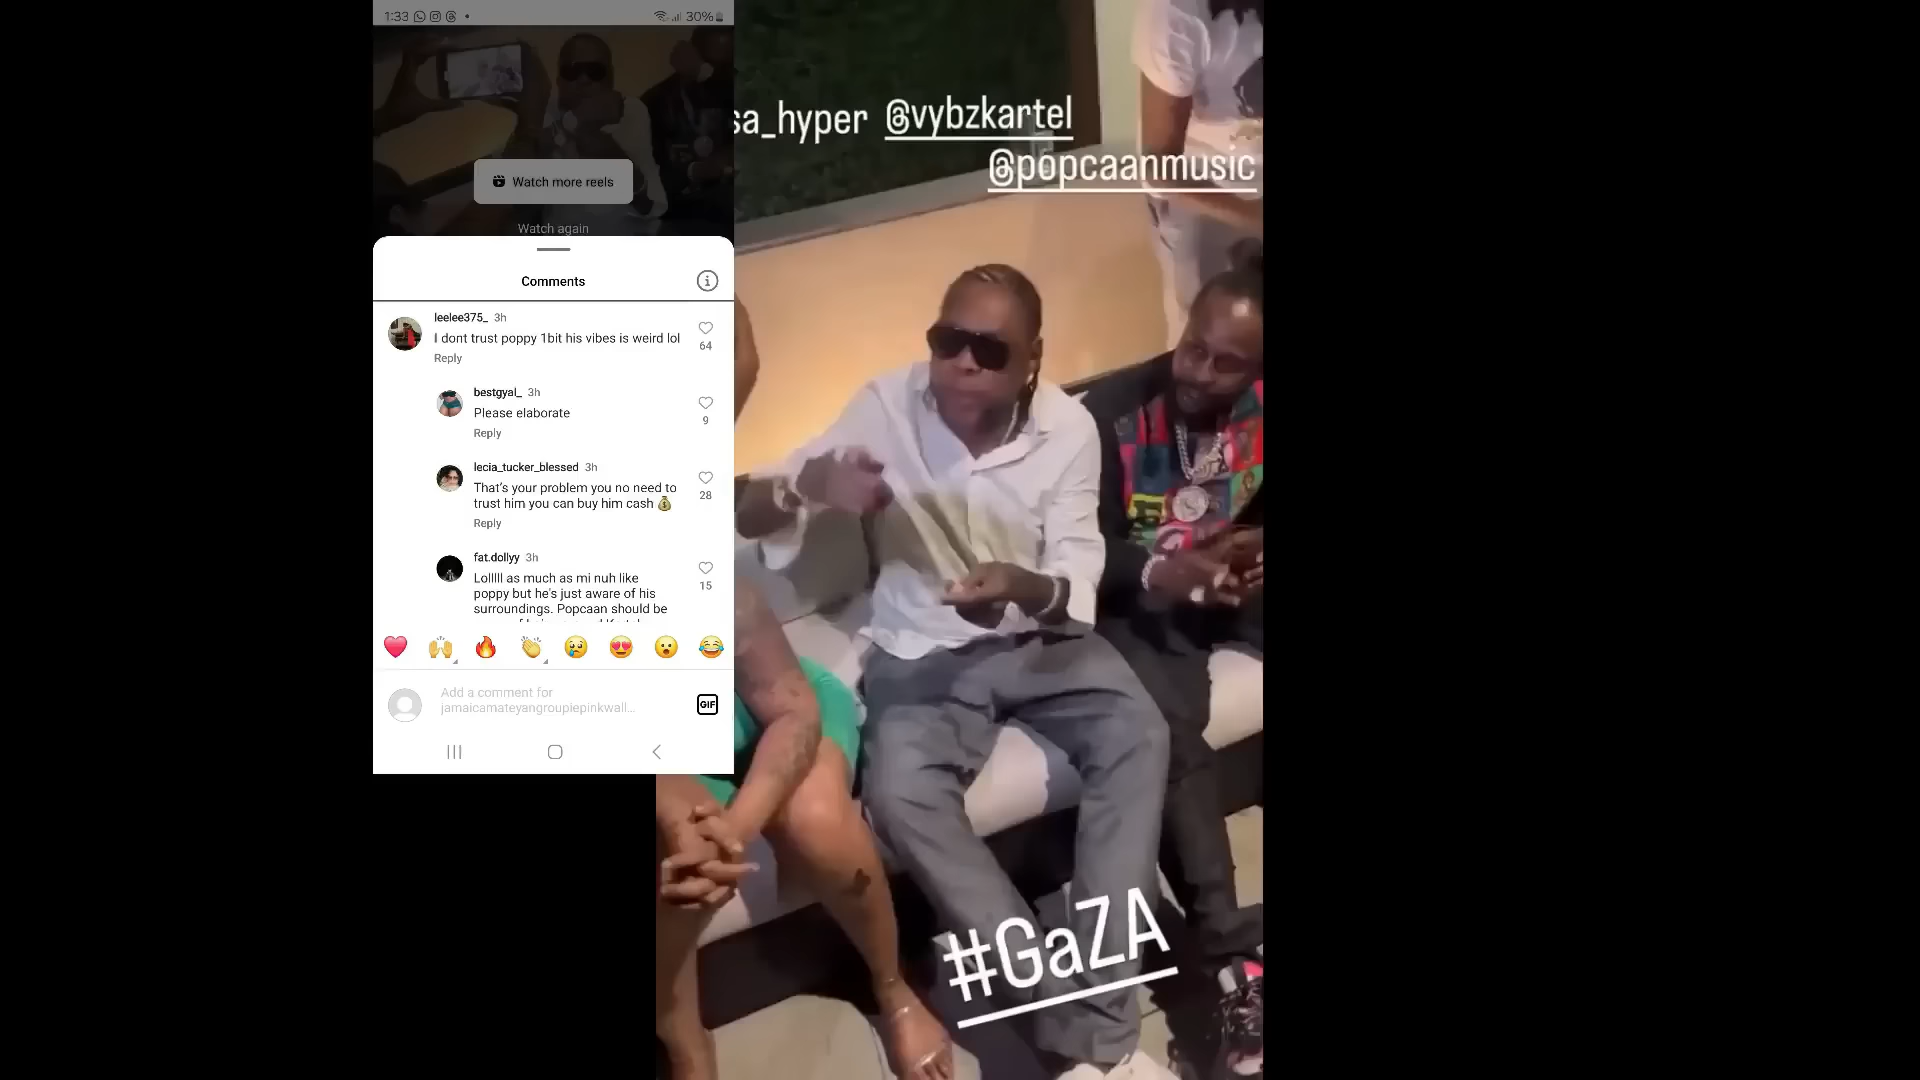 1:33
30%
Watch more reels
Watch again
Comments
leelee375_ 3h
I dont trust poppy 1bit his vibes is weird lol
64
Reply
bestgyal_ 3h
Please elaborate
9
Reply
lecia_tucker_blessed 3h
That's your problem you no need to
trust him you can buy him cash 💰
28
Reply
fat.dollyy 3h
Lolllll as much as mi nuh like
poppy but he's just aware of his
surroundings. Popcaan should be
15
Add a comment for
jamaicamateyangroupiepinkwall...
GIF
sa_hyper @vybzkartel
@popcaanmusic
#GaZA